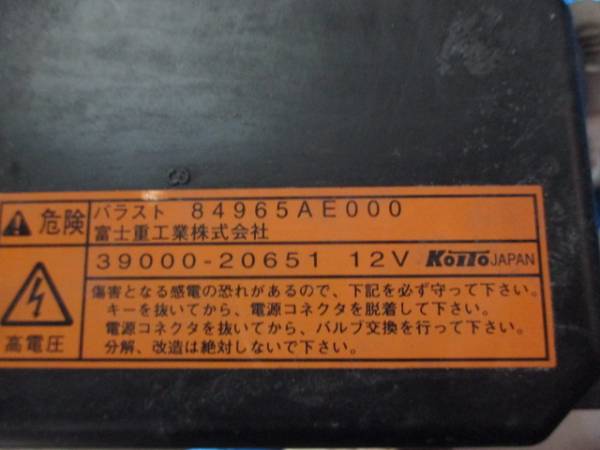 危険
バラスト 84965AE000
富士重工業株式会社
39000-20651 12V KOITO JAPAN
高電圧
傷害となる感電の恐れがあるので、下記を必ず守って下さい。
キーを抜いてから、電源コネクタを脱着して下さい。
電源コネクタを抜いてから、バルブ交換を行って下さい。
分解、改造は絶対しないで下さい。